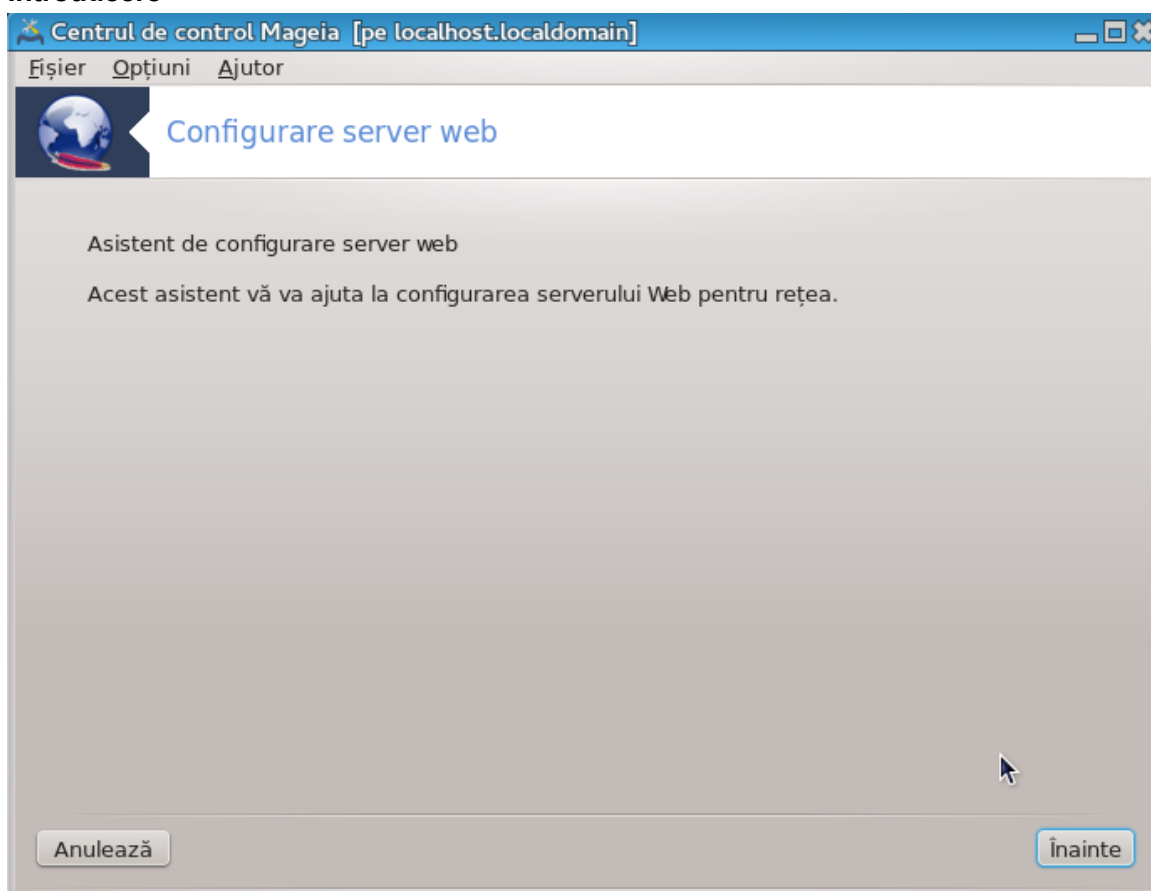 Centrul de control Mageia [pe localhost.localdomain]
Fișier Opțiuni Ajutor
Configurare server web
Asistent de configurare server web
Acest asistent vă va ajuta la configurarea serverului Web pentru rețea.
Anulează Înainte